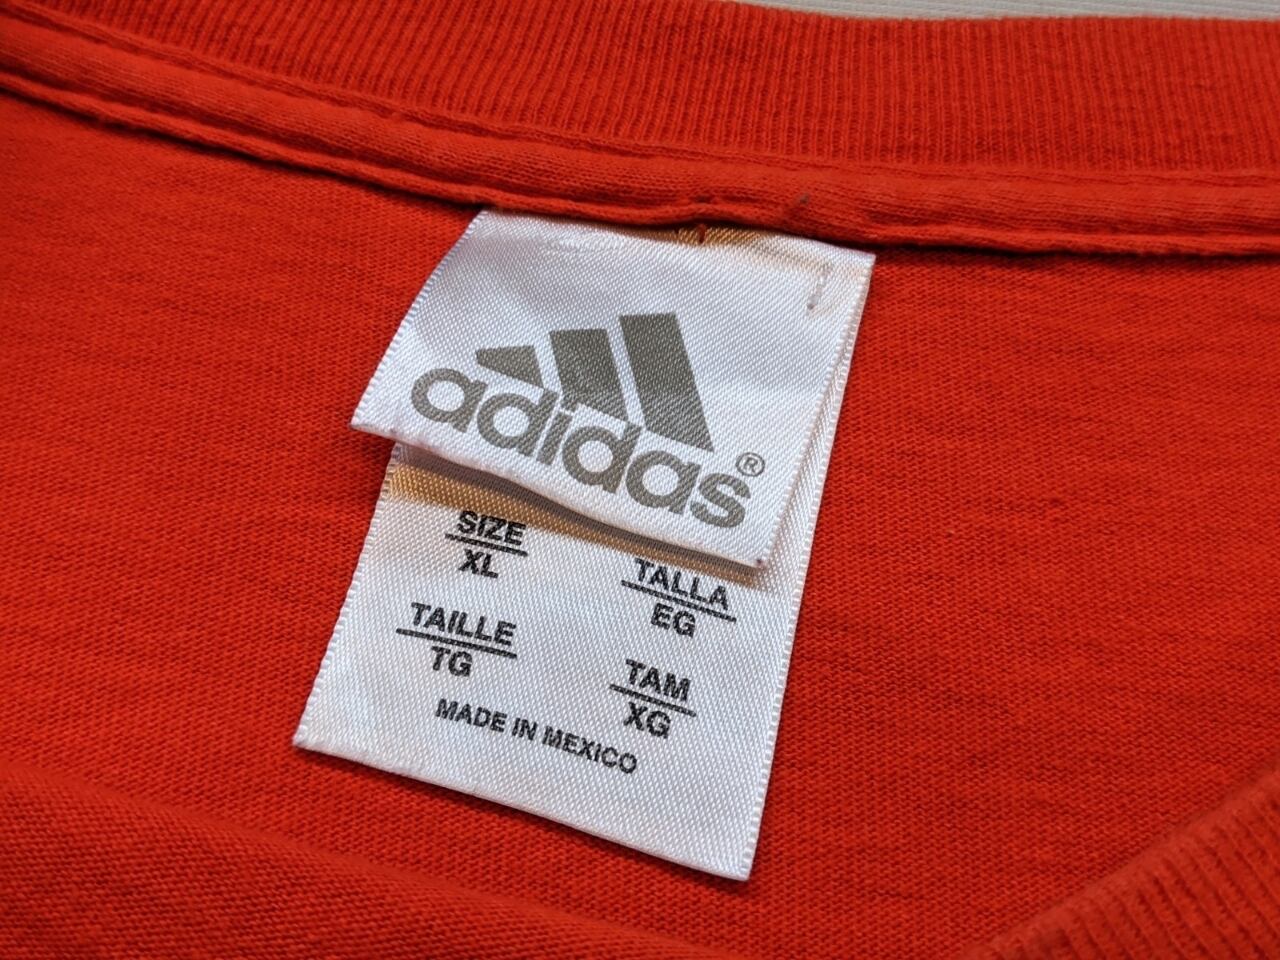 adidas®
SIZE
XL
TALLA
EG
TAILLE
TG
TAM
XG
MADE IN MEXICO